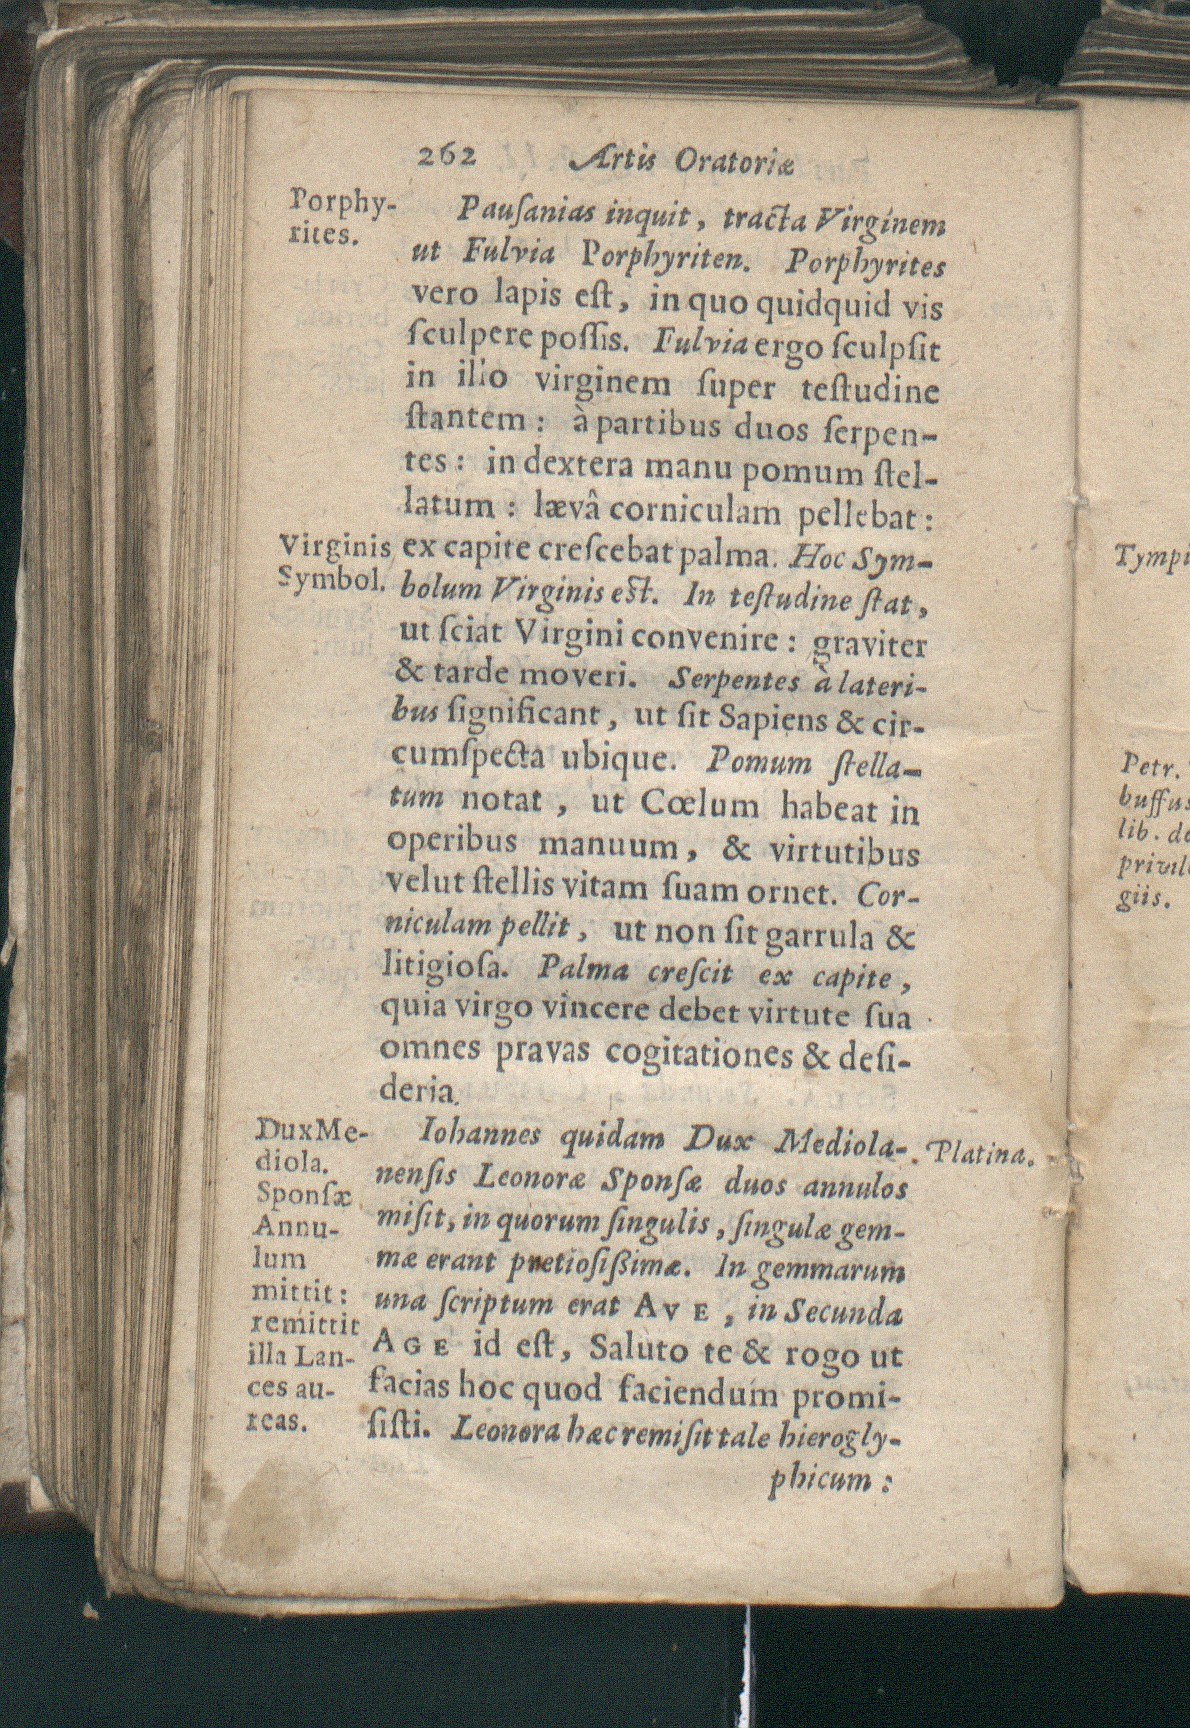 262 Artis Oratoriæ
Porphy-
rites.
Pauſanias inquit, tracta Virginem
ut Fulvia Porphyriten. Porphyrites
vero lapis eſt, in quo quidquid vis
ſculpere poſſis. Fulvia ergo ſculpſit
in illo virginem ſuper teſtudine
ſtantem: à partibus duos ſerpen-
tes: in dextera manu pomum ſtel-
latum: lævâ corniculam pellebat:
Virginis
Symbol.
ex capite creſcebat palma. Hoc Sym-
bolum Virginis eſt. In teſtudine ſtat,
ut ſciat Virgini convenire: graviter
& tarde moveri. Serpentes à lateri-
bus ſignificant, ut ſit Sapiens & cir-
cumſpecta ubique. Pomum ſtella-
tum notat, ut Cœlum habeat in
operibus manuum, & virtutibus
velut ſtellis vitam ſuam ornet. Cor-
niculam pellit, ut non ſit garrula &
litigioſa. Palma creſcit ex capite,
quia virgo vincere debet virtute ſua
omnes pravas cogitationes & deſi-
deria.
Dux Me-
diola.
Sponſæ
Annu-
lum
mittit:
remittit
illa Lan-
ces au-
reas.
Iohannes quidam Dux Mediola-
nenſis Leonoræ Sponſæ duos annulos
miſit, in quorum ſingulis, ſingulæ gem-
mæ erant pretioſiſsimæ. In gemmarum
una ſcriptum erat AVE, in Secunda
AGE id eſt, Saluto te & rogo ut
facias hoc quod faciendum promi-
ſiſti. Leonora hæc remiſit tale hierogly-
phicum:
Platina.
Tympi
Petr.
buffus
lib. de
privile
giis.